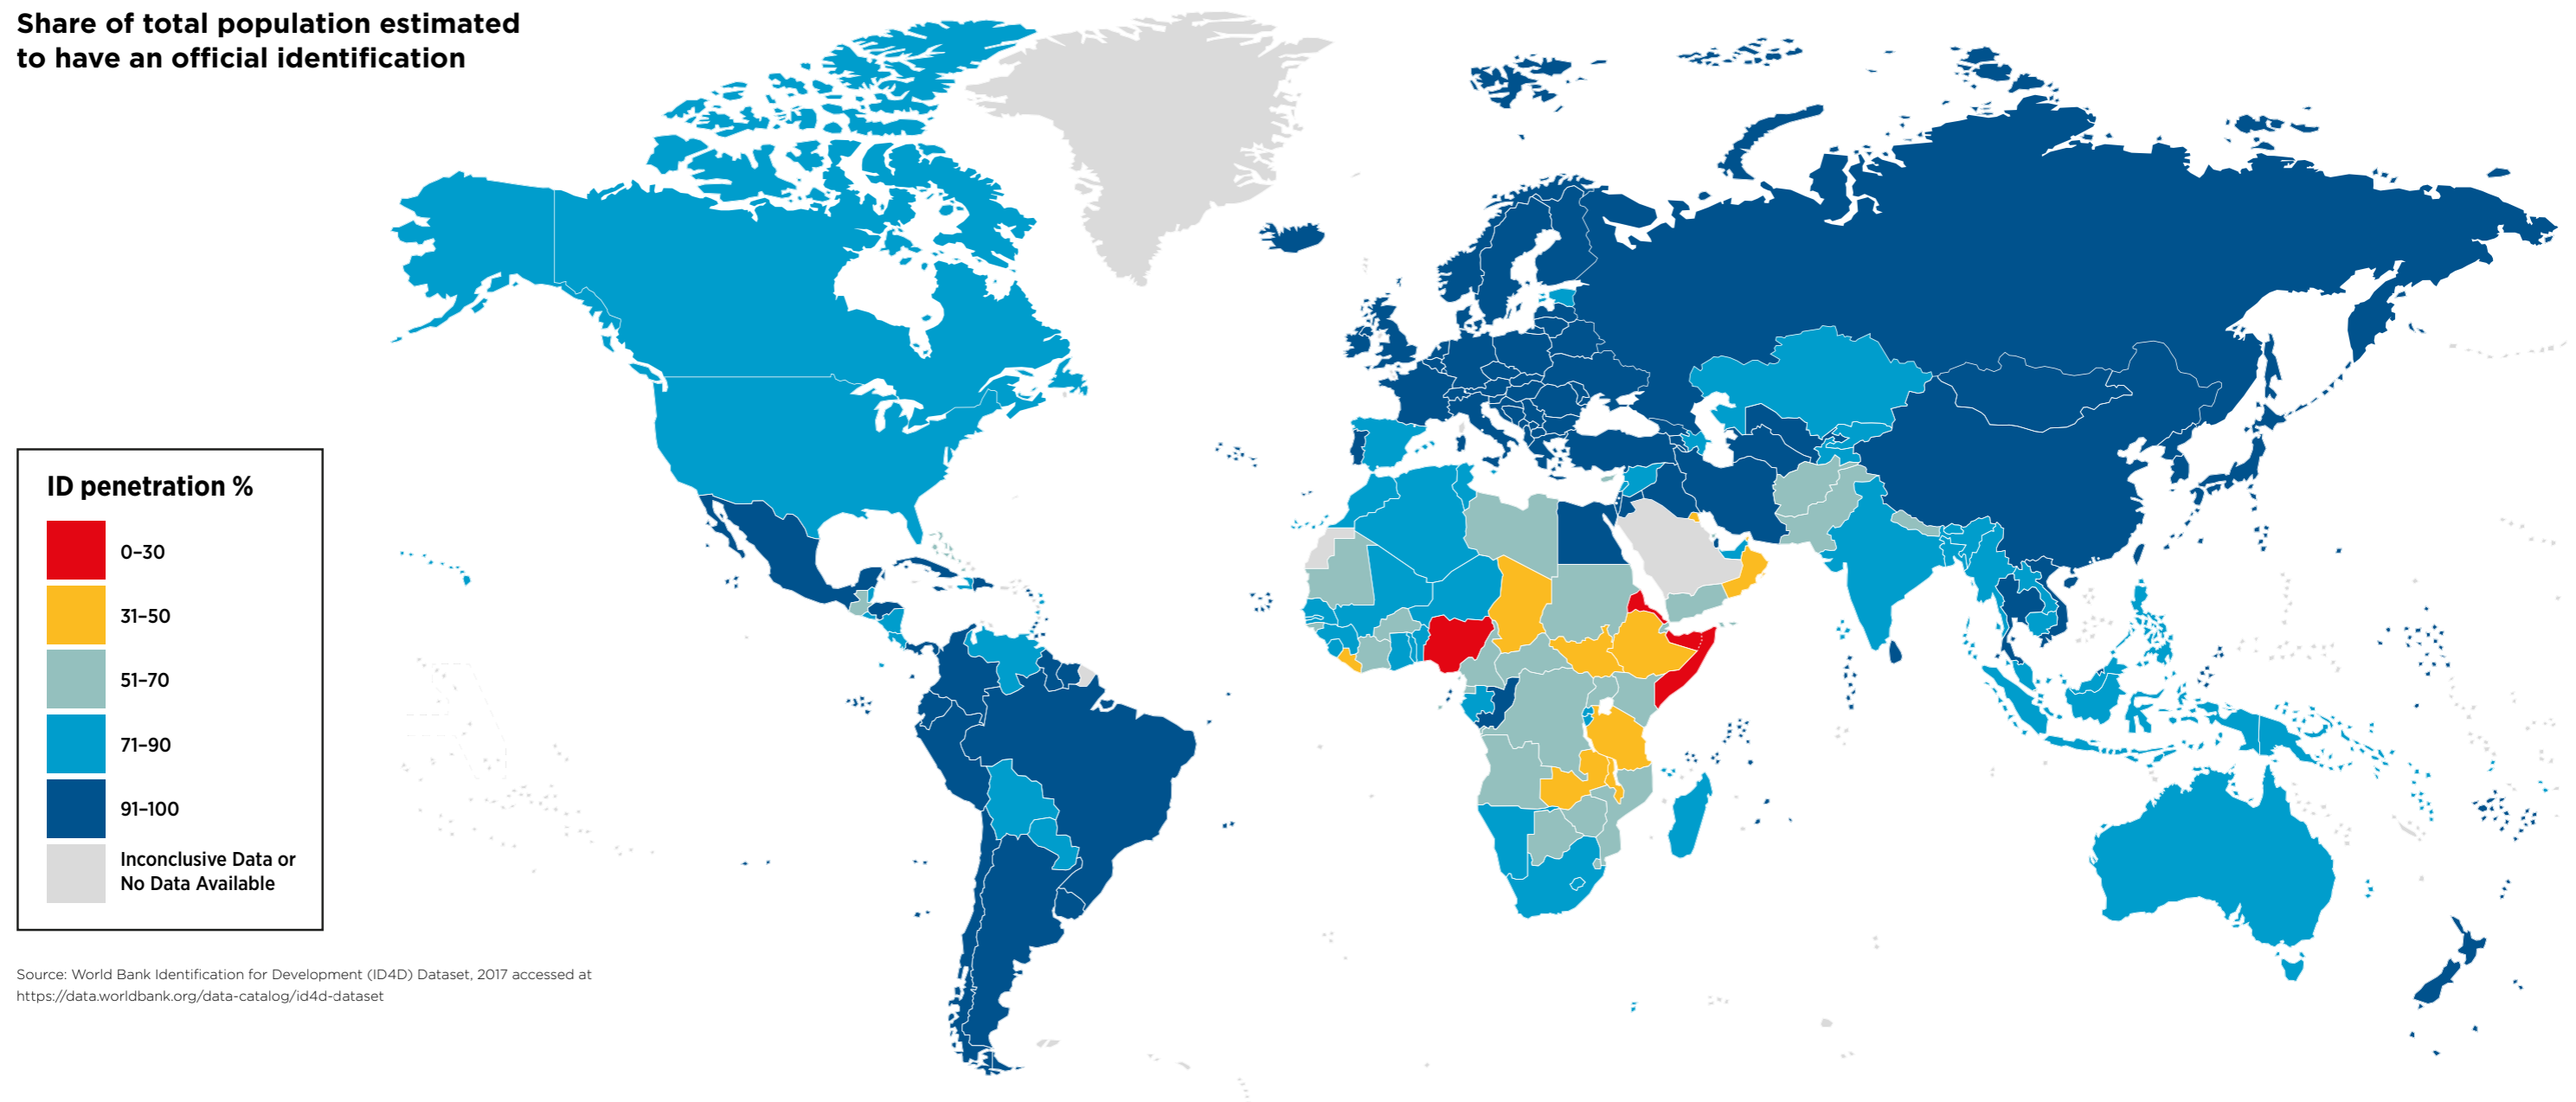 Share of total population estimated
to have an official identification
ID penetration %
0–30
31–50
51–70
71–90
91–100
Inconclusive Data or
No Data Available
Source: World Bank Identification for Development (ID4D) Dataset, 2017 accessed at
https://data.worldbank.org/data-catalog/id4d-dataset